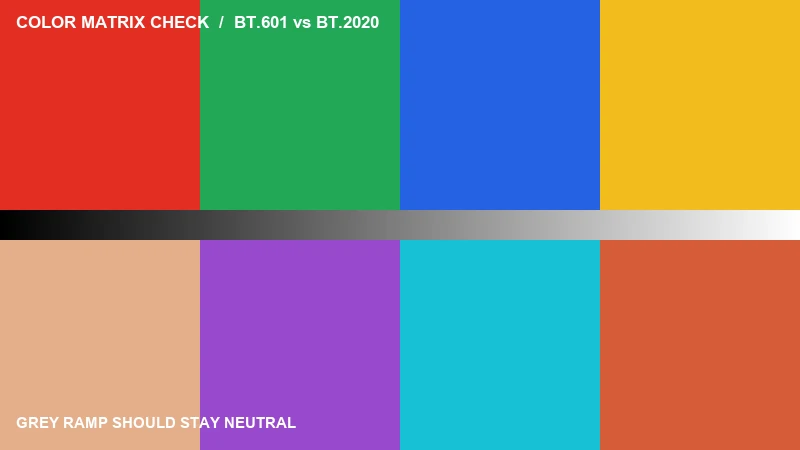 COLOR MATRIX CHECK / BT.601 vs BT.2020
GREY RAMP SHOULD STAY NEUTRAL